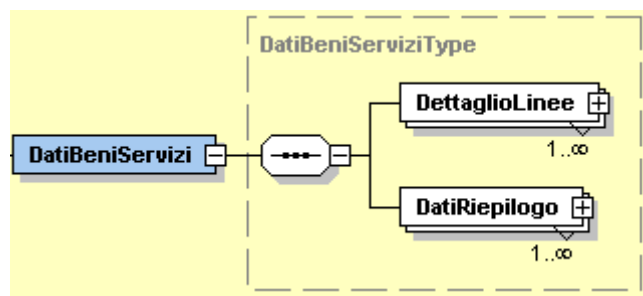 DatiBeniServiziType
DettaglioLinee
1..∞
DatiBeniServizi
DatiRiepilogo
1..∞